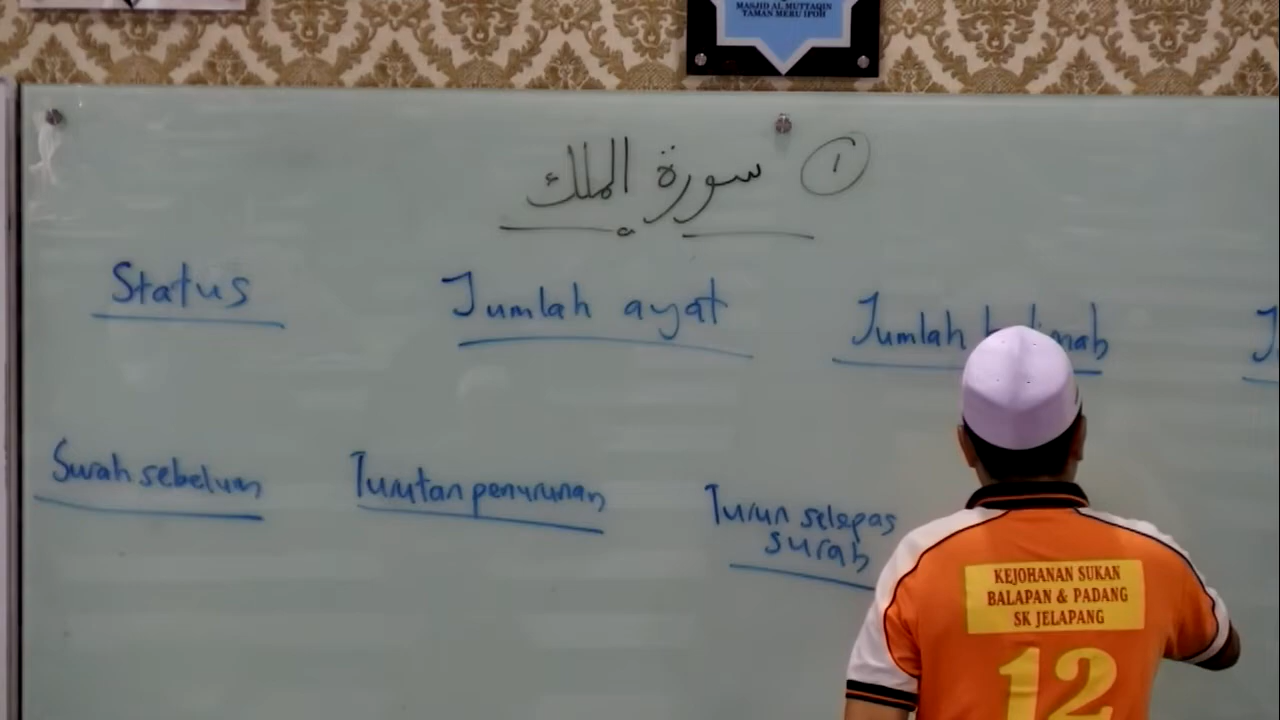 MASJID AL MUTTAQIN
TAMAN MERU IPOH
١ سورة الملك
Status
Jumlah ayat
Jumlah
Surah sebelum
Turutan penurunan
Turun selepas
surah
KEJOHANAN SUKAN
BALAPAN & PADANG
SK JELAPANG
12